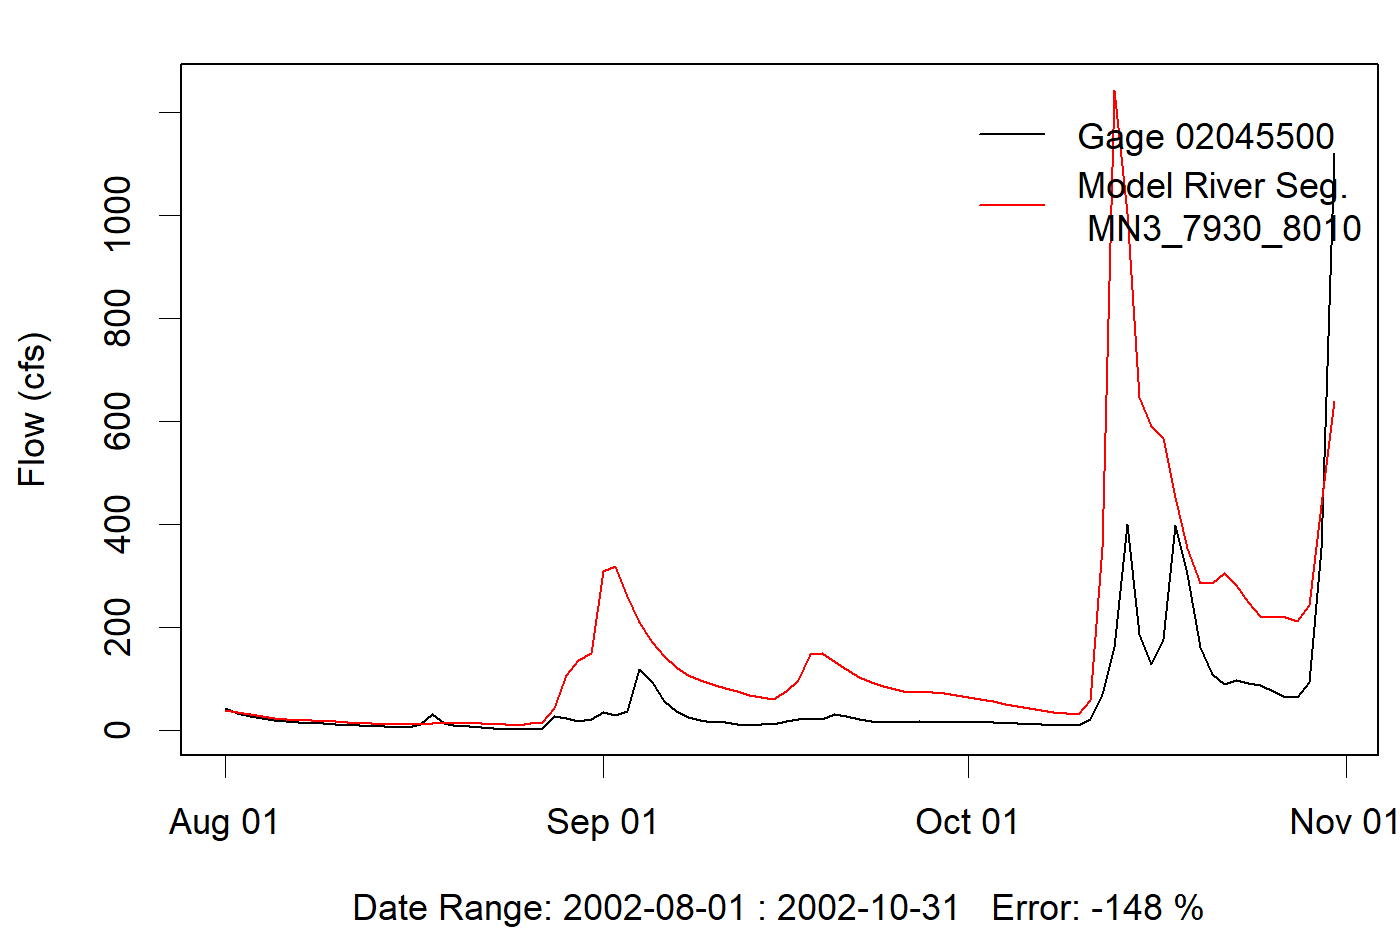 Gage 02045500
Model River Seg.
MN3_7930_8010
Flow (cfs)
1000
800
600
400
200
0
Aug 01 Sep 01 Oct 01 Nov 01
Date Range: 2002-08-01 : 2002-10-31 Error: -148 %